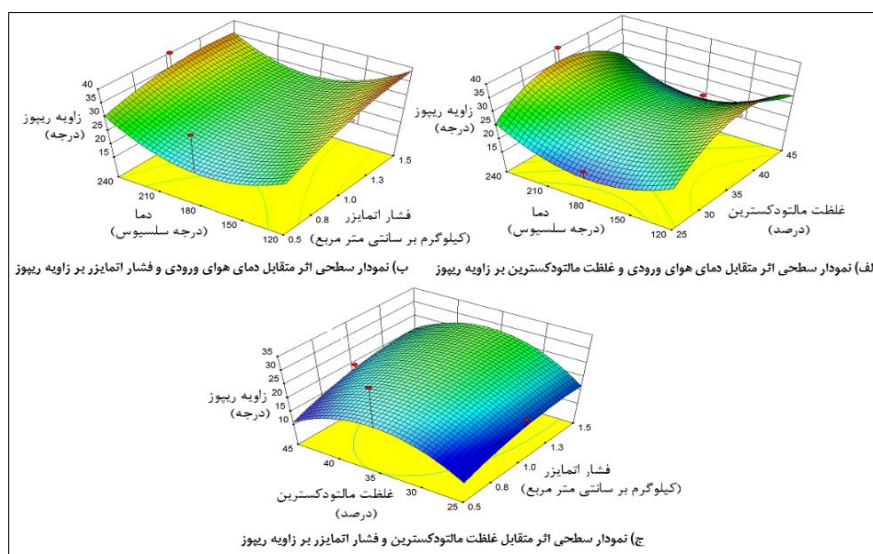 40
35
30
25
20
15
زاویه ریپوز
(درجه)
240
210
180
150
120
دما
(درجه سلسیوس)
25
30
35
40
45
غلظت مالتودکسترین
(درصد)
الف) نمودار سطحی اثر متقابل دمای هوای ورودی و غلظت مالتودکسترین بر زاویه ریپوز
40
35
30
25
20
15
زاویه ریپوز
(درجه)
240
210
180
150
120
دما
(درجه سلسیوس)
0.5
0.8
1.0
1.3
1.5
فشار اتمایزر
(کیلوگرم بر سانتی متر مربع)
ب) نمودار سطحی اثر متقابل دمای هوای ورودی و فشار اتمایزر بر زاویه ریپوز
35
30
25
20
15
10
زاویه ریپوز
(درجه)
45
40
35
30
25
غلظت مالتودکسترین
(درصد)
0.5
0.8
1.0
1.3
1.5
فشار اتمایزر
(کیلوگرم بر سانتی متر مربع)
ج) نمودار سطحی اثر متقابل غلظت مالتودکسترین و فشار اتمایزر بر زاویه ریپوز